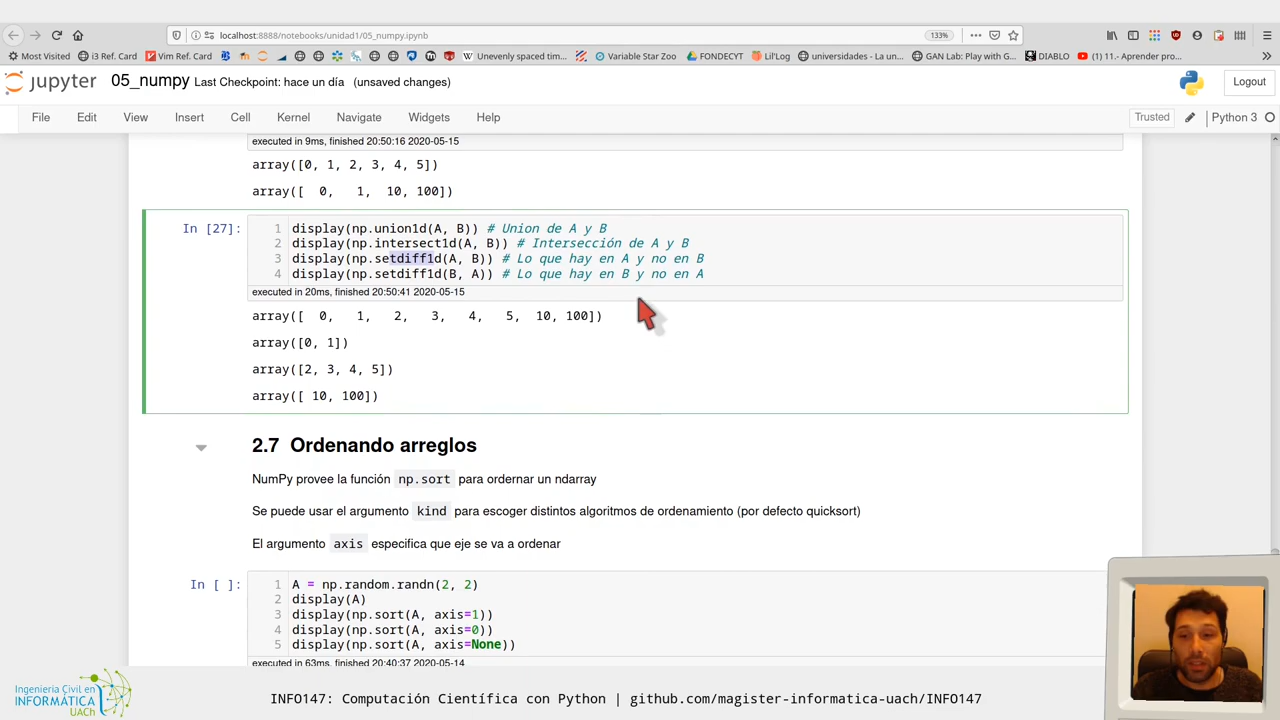 localhost:8888/notebooks/unidad1/05_numpy.ipynb
133%
Most Visited
i3 Ref. Card
Vim Ref. Card
Unevenly spaced tim...
Variable Star Zoo
FONDECYT
Lil'Log
universidades - La un...
GAN Lab: Play with G...
DIABLO
(1) 11.- Aprender pro...
jupyter 05_numpy Last Checkpoint: hace un día (unsaved changes)
Logout
File Edit View Insert Cell Kernel Navigate Widgets Help
Trusted
Python 3
executed in 9ms, finished 20:50:16 2020-05-15
array([0, 1, 2, 3, 4, 5])
array([ 0, 1, 10, 100])
In [27]:
1 display(np.union1d(A, B)) # Union de A y B
2 display(np.intersect1d(A, B)) # Intersección de A y B
3 display(np.setdiff1d(A, B)) # Lo que hay en A y no en B
4 display(np.setdiff1d(B, A)) # Lo que hay en B y no en A
executed in 20ms, finished 20:50:41 2020-05-15
array([ 0, 1, 2, 3, 4, 5, 10, 100])
array([0, 1])
array([2, 3, 4, 5])
array([ 10, 100])
2.7 Ordenando arreglos
NumPy provee la función np.sort para ordernar un ndarray
Se puede usar el argumento kind para escoger distintos algoritmos de ordenamiento (por defecto quicksort)
El argumento axis especifica que eje se va a ordenar
In [ ]:
1 A = np.random.randn(2, 2)
2 display(A)
3 display(np.sort(A, axis=1))
4 display(np.sort(A, axis=0))
5 display(np.sort(A, axis=None))
executed in 63ms, finished 20:40:37 2020-05-14
Ingeniería Civil en
INFORMÁTICA
UACh
INFO147: Computación Científica con Python | github.com/magister-informatica-uach/INFO147